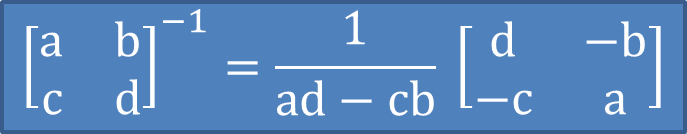 [a b
c d]⁻¹ = 1/(ad − cb) [d −b
−c a]